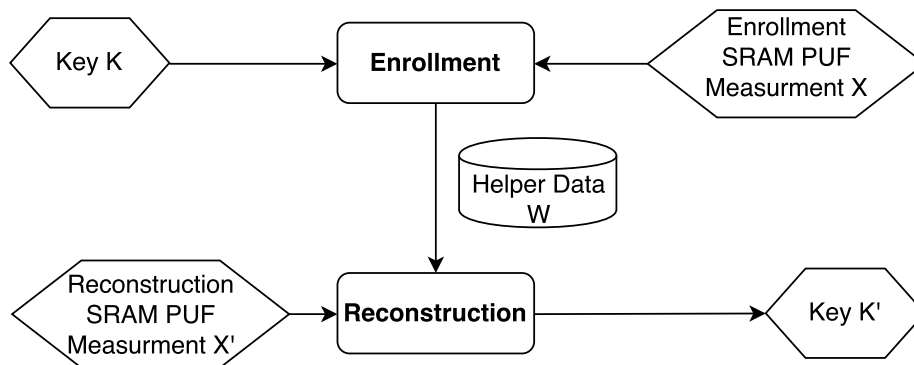 Key K
Enrollment
Enrollment
SRAM PUF
Measurment X
Helper Data
W
Reconstruction
SRAM PUF
Measurment X'
Reconstruction
Key K'